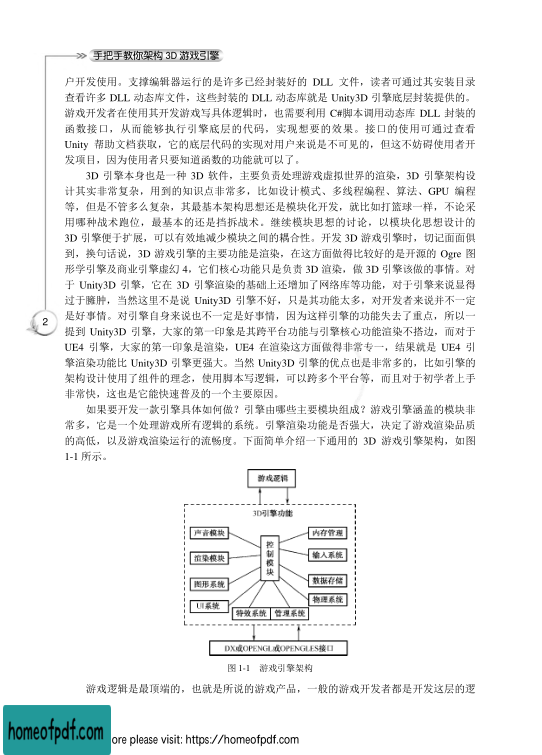 手把手教你架构 3D 游戏引擎
户开发使用。支撑编辑器运行的是许多已经封装好的 DLL 文件，读者可通过其安装目录
查看许多 DLL 动态库文件，这些封装的 DLL 动态库就是 Unity3D 引擎底层封装提供的。
游戏开发者在使用其开发游戏写具体逻辑时，也需要利用 C#脚本调用动态库 DLL 封装的
函数接口，从而能够执行引擎底层的代码，实现想要的效果。接口的使用可通过查看
Unity 帮助文档获取，它的底层代码的实现对用户来说是不可见的，但这不妨碍使用者开
发项目，因为使用者只要知道函数的功能就可以了。
3D 引擎本身也是一种 3D 软件，主要负责处理游戏虚拟世界的渲染，3D 引擎架构设
计其实非常复杂，用到的知识点非常多，比如设计模式、多线程编程、算法、GPU 编程
等，但是不管多么复杂，其最基本架构思想还是模块化开发，就比如打篮球一样，不论采
用哪种战术跑位，最基本的还是挡拆战术。继续模块思想的讨论，以模块化思想设计的
3D 引擎便于扩展，可以有效地减少模块之间的耦合性。开发 3D 游戏引擎时，切记面面俱
到，换句话说，3D 游戏引擎的主要功能是渲染，在这方面做得比较好的是开源的 Ogre 图
形学引擎及商业引擎虚幻 4，它们核心功能只是负责 3D 渲染，做 3D 引擎该做的事情。对
于 Unity3D 引擎，它在 3D 引擎渲染的基础上还增加了网络库等功能，对于引擎来说显得
过于臃肿，当然这里不是说 Unity3D 引擎不好，只是其功能太多，对开发者来说并不一定
是好事情。对引擎自身来说也不一定是好事情，因为这样引擎的功能失去了重点，所以一
提到 Unity3D 引擎，大家的第一印象是其跨平台功能与引擎核心功能渲染不搭边，而对于
UE4 引擎，大家的第一印象是渲染，UE4 在渲染这方面做得非常专一，结果就是 UE4 引
擎渲染功能比 Unity3D 引擎更强大。当然 Unity3D 引擎的优点也是非常多的，比如引擎的
架构设计使用了组件的理念，使用脚本写逻辑，可以跨多个平台等，而且对于初学者上手
非常快，这也是它能快速普及的一个主要原因。
2
如果要开发一款引擎具体如何做？引擎由哪些主要模块组成？游戏引擎涵盖的模块非
常多，它是一个处理游戏所有逻辑的系统。引擎渲染功能是否强大，决定了游戏渲染品质
的高低，以及游戏渲染运行的流畅度。下面简单介绍一下通用的 3D 游戏引擎架构，如图
1-1 所示。
游戏逻辑
3D引擎功能
声音模块
渲染模块
图形系统
UI系统
控制模块
内存管理
输入系统
数据存储
物理系统
特效系统
管理系统
DX或OPENGL或OPENGLES接口
图 1-1 游戏引擎架构
游戏逻辑是最顶端的，也就是所说的游戏产品，一般的游戏开发者都是开发这层的逻
homeofpdf.com
ore please visit: https://homeofpdf.com